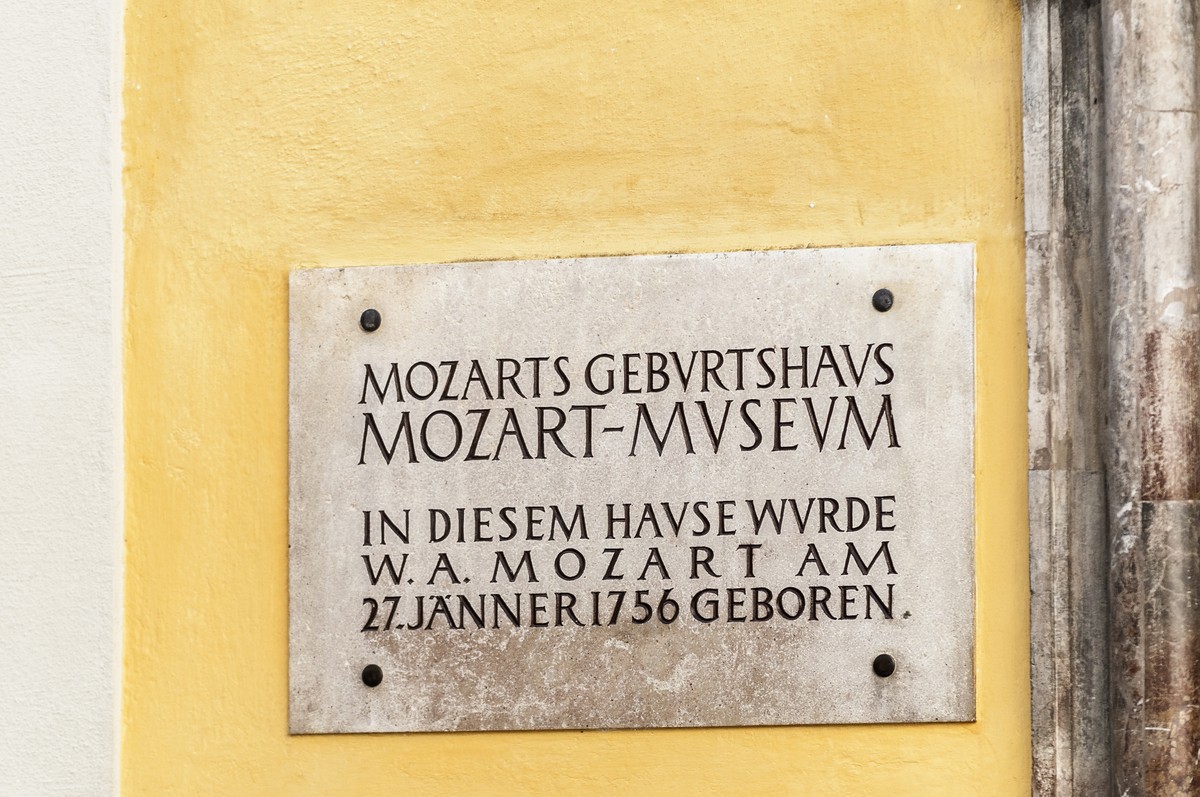 MOZARTS GEBVRTSHAVS
MOZART-MVSEVM
IN DIESEM HAVSE WVRDE
W. A. MOZART AM
27. JÄNNER 1756 GEBOREN.